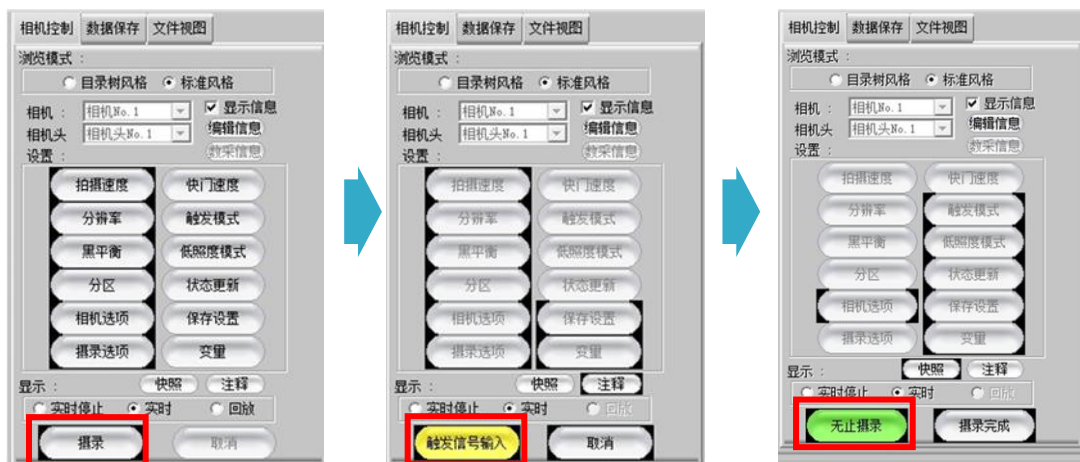 相机控制 数据保存 文件视图
浏览模式 :
目录树风格 标准风格
相机 : 相机No.1 显示信息
相机头 相机头No.1 编辑信息
设置 : 数采信息
拍摄速度 快门速度
分辨率 触发模式
黑平衡 低照度模式
分区 状态更新
相机选项 保存设置
摄录选项 变量
显示 : 快照 注释
实时停止 实时 回放
摄录 取消
相机控制 数据保存 文件视图
浏览模式 :
目录树风格 标准风格
相机 : 相机No.1 显示信息
相机头 相机头No.1 编辑信息
设置 : 数采信息
拍摄速度 快门速度
分辨率 触发模式
黑平衡 低照度模式
分区 状态更新
相机选项 保存设置
摄录选项 变量
显示 : 快照 注释
实时停止 实时 回放
触发信号输入 取消
相机控制 数据保存 文件视图
浏览模式 :
目录树风格 标准风格
相机 : 相机No.1 显示信息
相机头 相机头No.1 编辑信息
设置 : 数采信息
拍摄速度 快门速度
分辨率 触发模式
黑平衡 低照度模式
分区 状态更新
相机选项 保存设置
摄录选项 变量
显示 : 快照 注释
实时停止 实时 回放
无止摄录 摄录完成